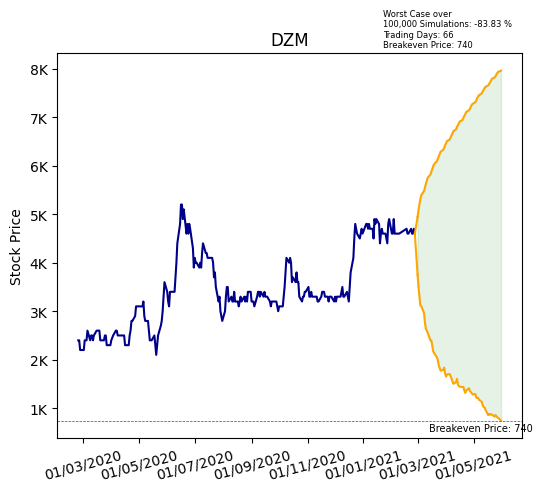 Worst Case over
100,000 Simulations: -83.83 %
Trading Days: 66
Breakeven Price: 740
DZM
8K
7K
6K
5K
4K
3K
2K
1K
Stock Price
Breakeven Price: 740
01/03/2020
01/05/2020
01/07/2020
01/09/2020
01/11/2020
01/01/2021
01/03/2021
01/05/2021